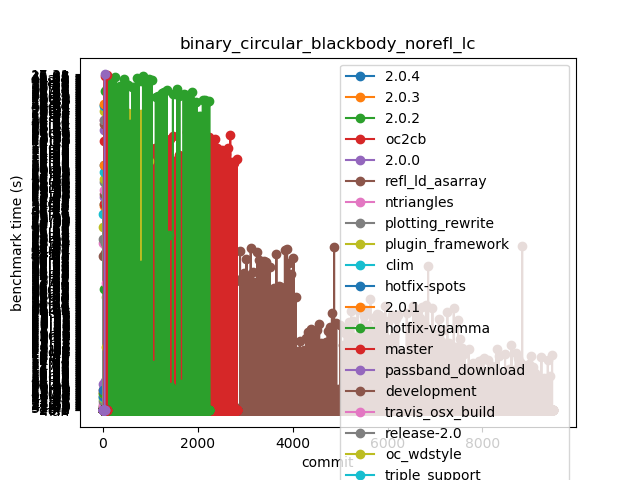 binary_circular_blackbody_norefl_lc
benchmark time (s)
2.0.4
2.0.3
2.0.2
oc2cb
2.0.0
refl_ld_asarray
ntriangles
plotting_rewrite
plugin_framework
clim
hotfix-spots
2.0.1
hotfix-vgamma
master
passband_download
development
travis_osx_build
release-2.0
oc_wdstyle
triple_support
0 2000 4000 6000 8000
commit